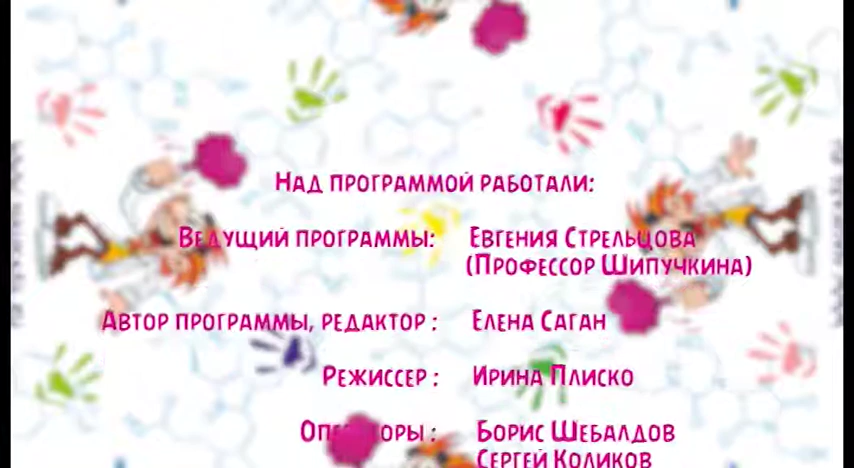 Над программой работали:
Ведущий программы: Евгения Стрельцова
(Профессор Шипучкина)
Автор программы, редактор : Елена Саган
Режиссер : Ирина Плиско
Операторы : Борис Шебалдов
Сергей Коликов